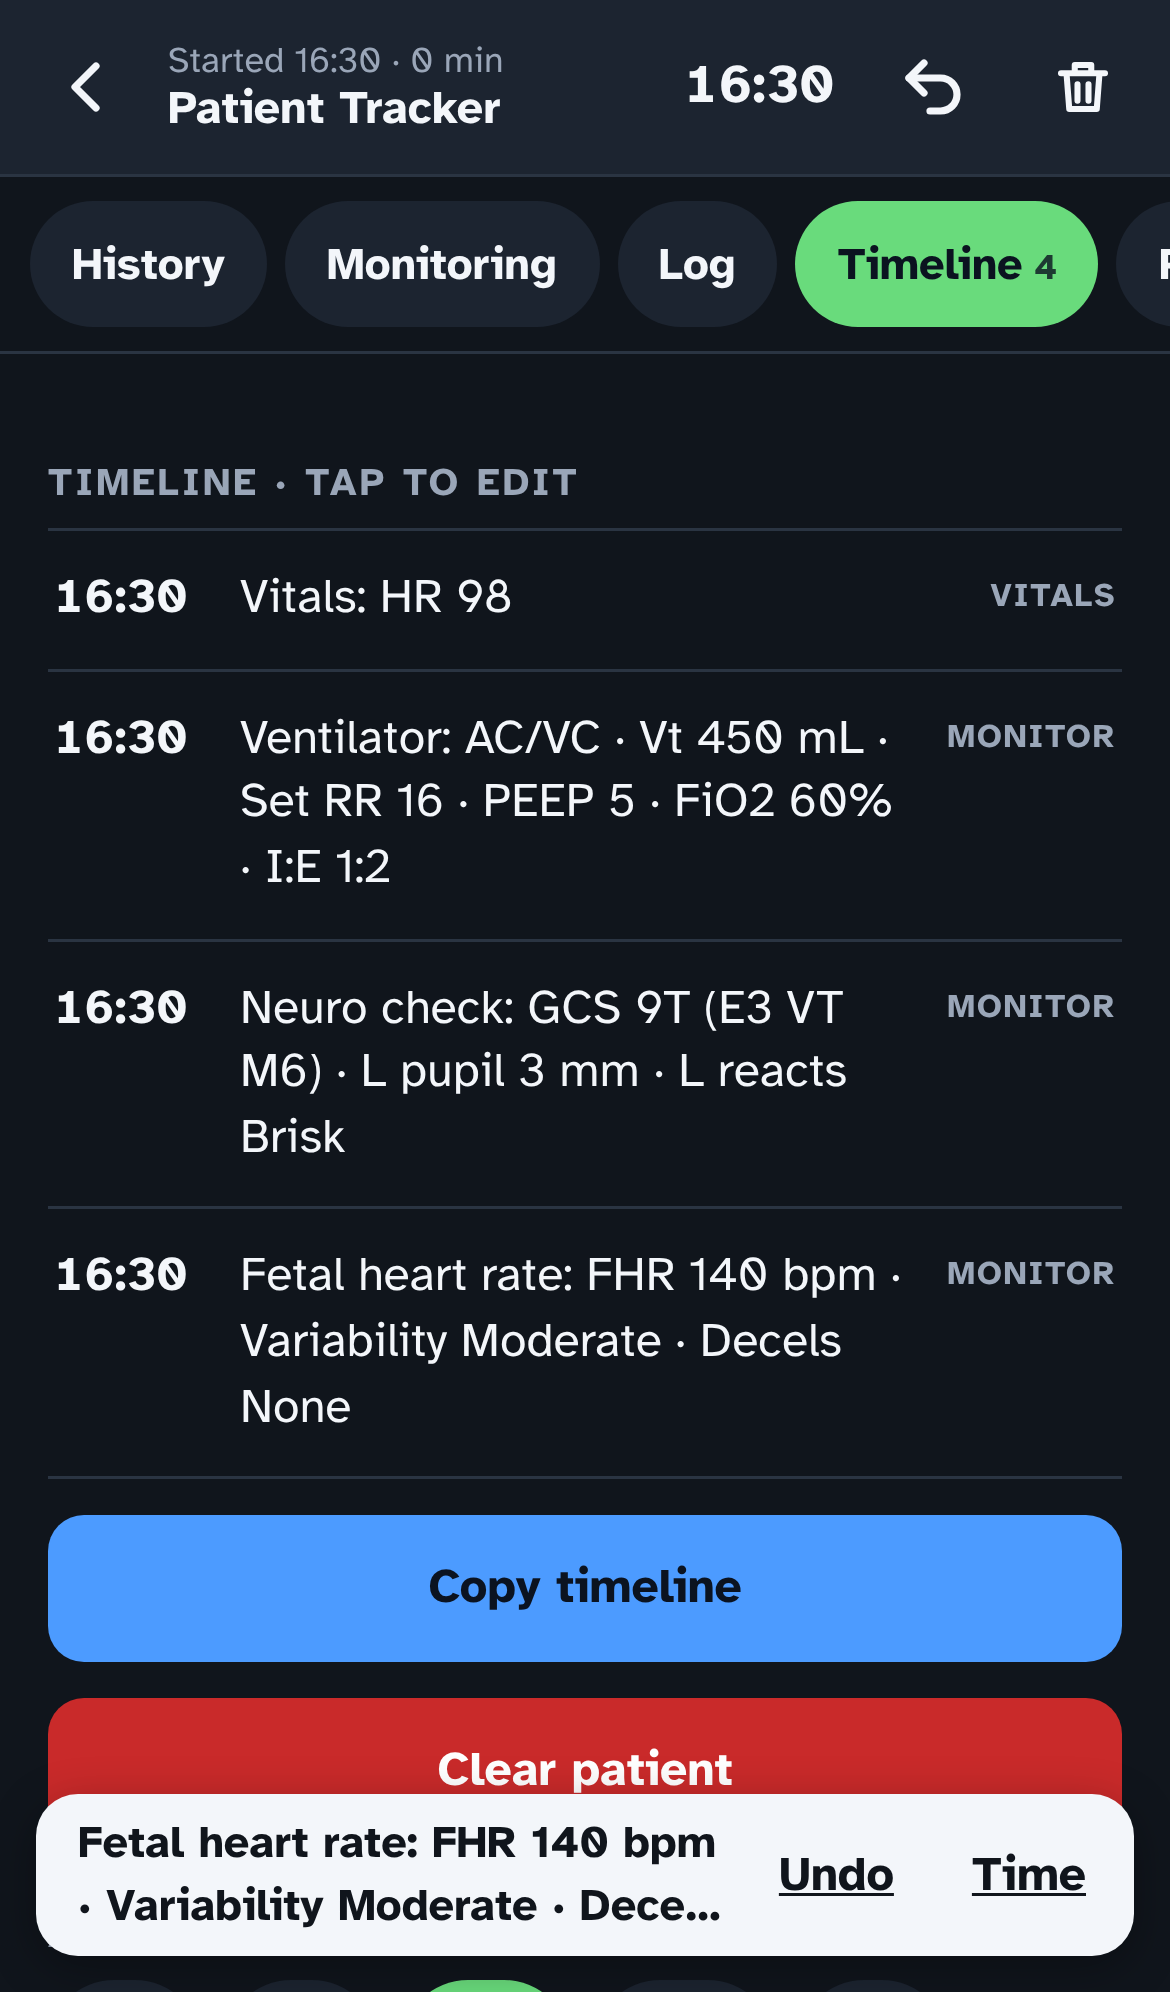 Started 16:30 · 0 min
Patient Tracker
16:30
History
Monitoring
Log
Timeline 4
TIMELINE · TAP TO EDIT
16:30
Vitals: HR 98
VITALS
16:30
Ventilator: AC/VC · Vt 450 mL ·
MONITOR
Set RR 16 · PEEP 5 · FiO2 60%
· I:E 1:2
16:30
Neuro check: GCS 9T (E3 VT
MONITOR
M6) · L pupil 3 mm · L reacts
Brisk
16:30
Fetal heart rate: FHR 140 bpm ·
MONITOR
Variability Moderate · Decels
None
Copy timeline
Clear patient
Fetal heart rate: FHR 140 bpm
· Variability Moderate · Dece...
Undo
Time